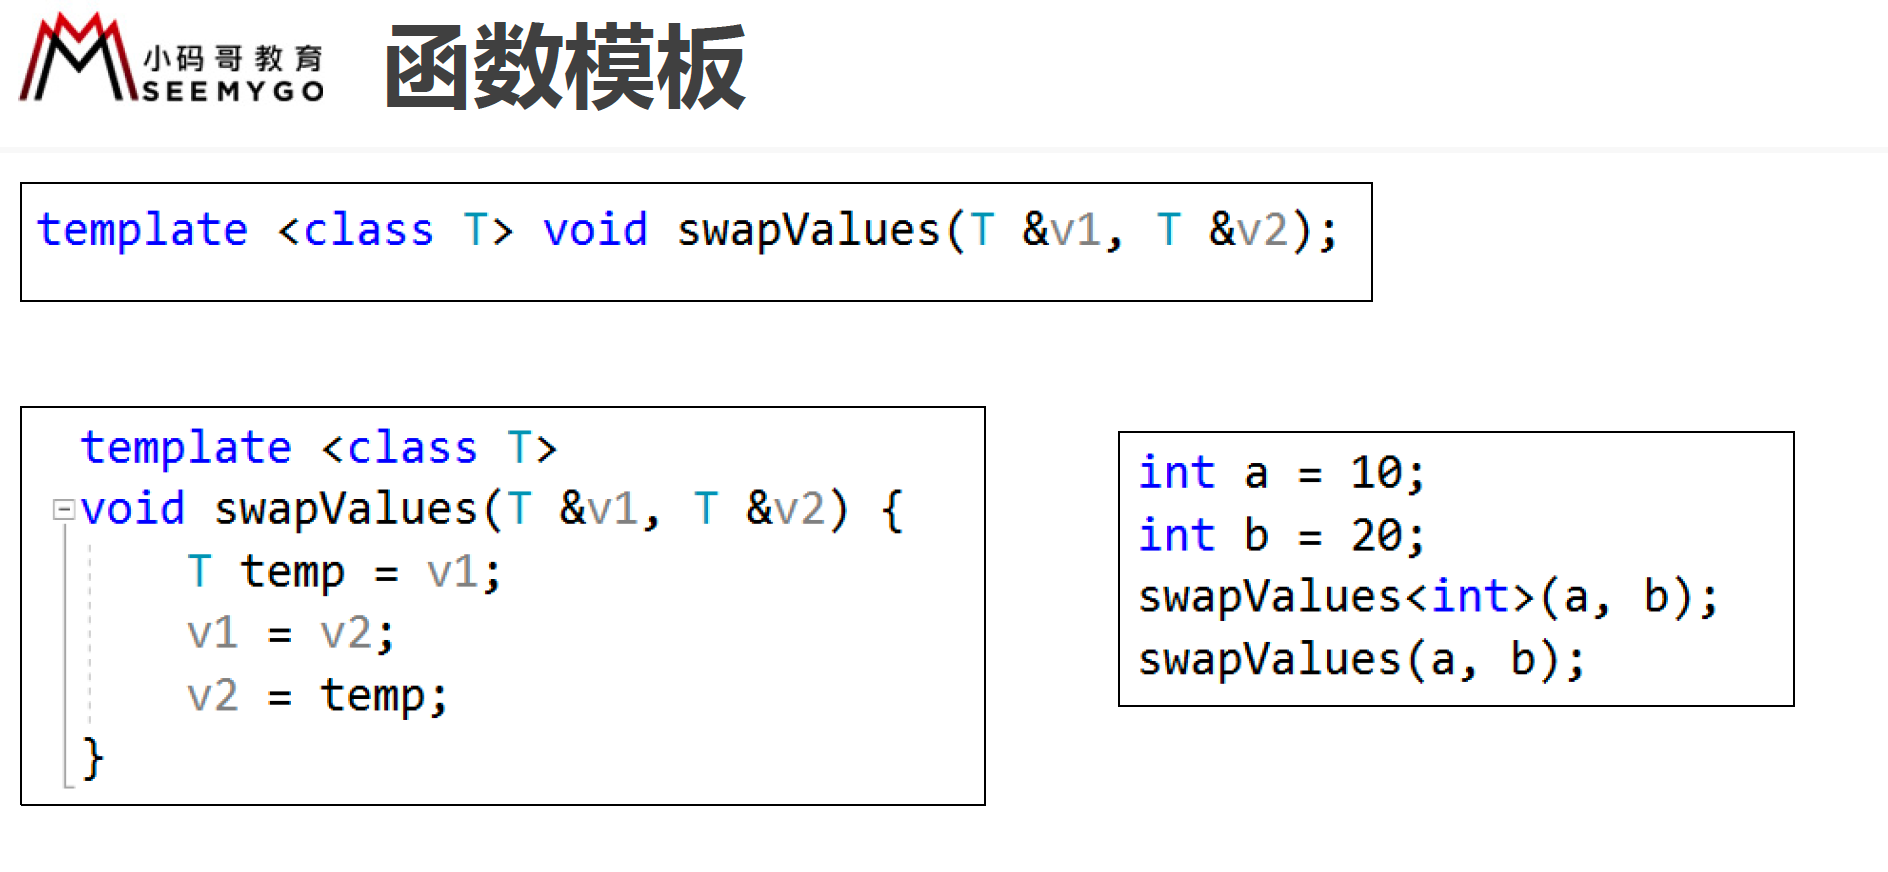 小码哥教育
SEEMYGO
函数模板
template <class T> void swapValues(T &v1, T &v2);
template <class T>
void swapValues(T &v1, T &v2) {
    T temp = v1;
    v1 = v2;
    v2 = temp;
}
int a = 10;
int b = 20;
swapValues<int>(a, b);
swapValues(a, b);